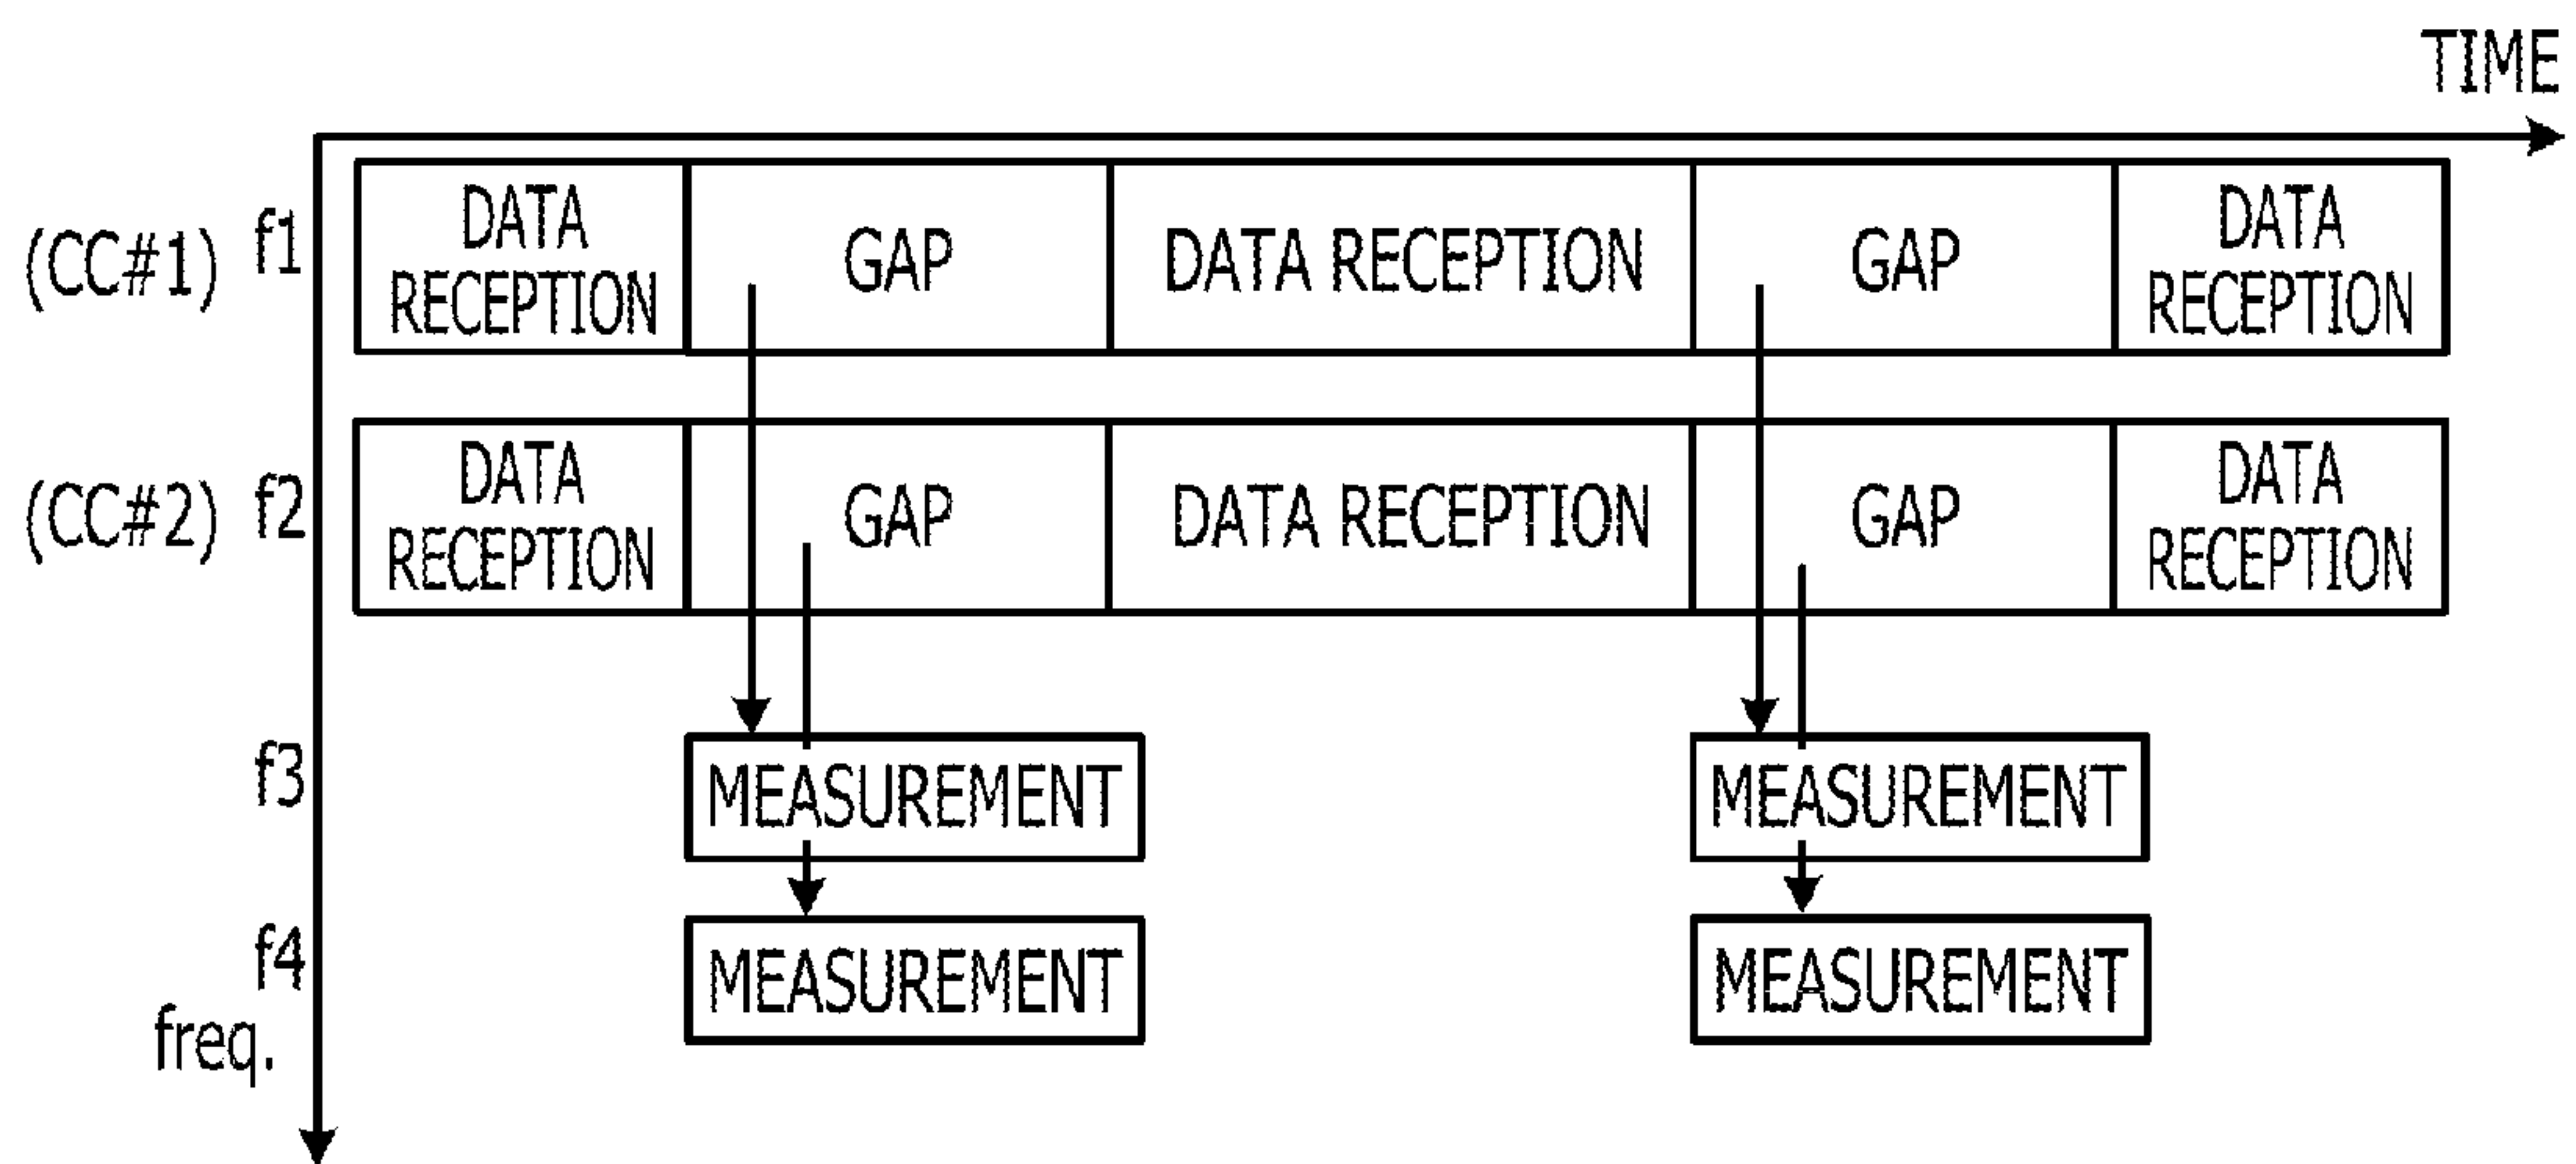 TIME
(CC#1) f1
DATA
RECEPTION
GAP
DATA RECEPTION
GAP
DATA
RECEPTION
(CC#2) f2
DATA
RECEPTION
GAP
DATA RECEPTION
GAP
DATA
RECEPTION
f3
MEASUREMENT
MEASUREMENT
f4
MEASUREMENT
MEASUREMENT
freq.